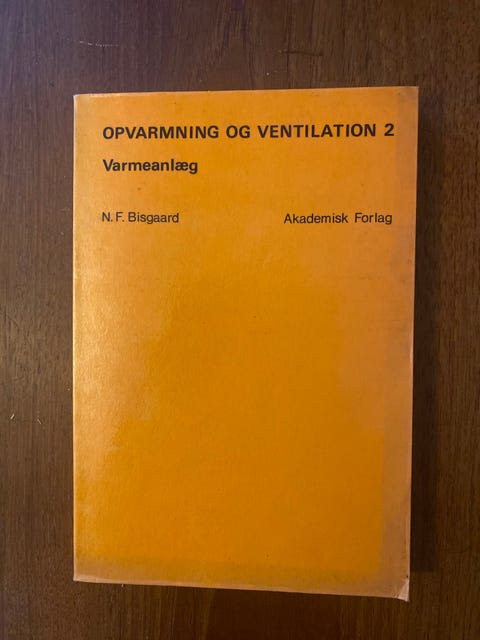 OPVARMNING OG VENTILATION 2
Varmeanlæg
N. F. Bisgaard Akademisk Forlag